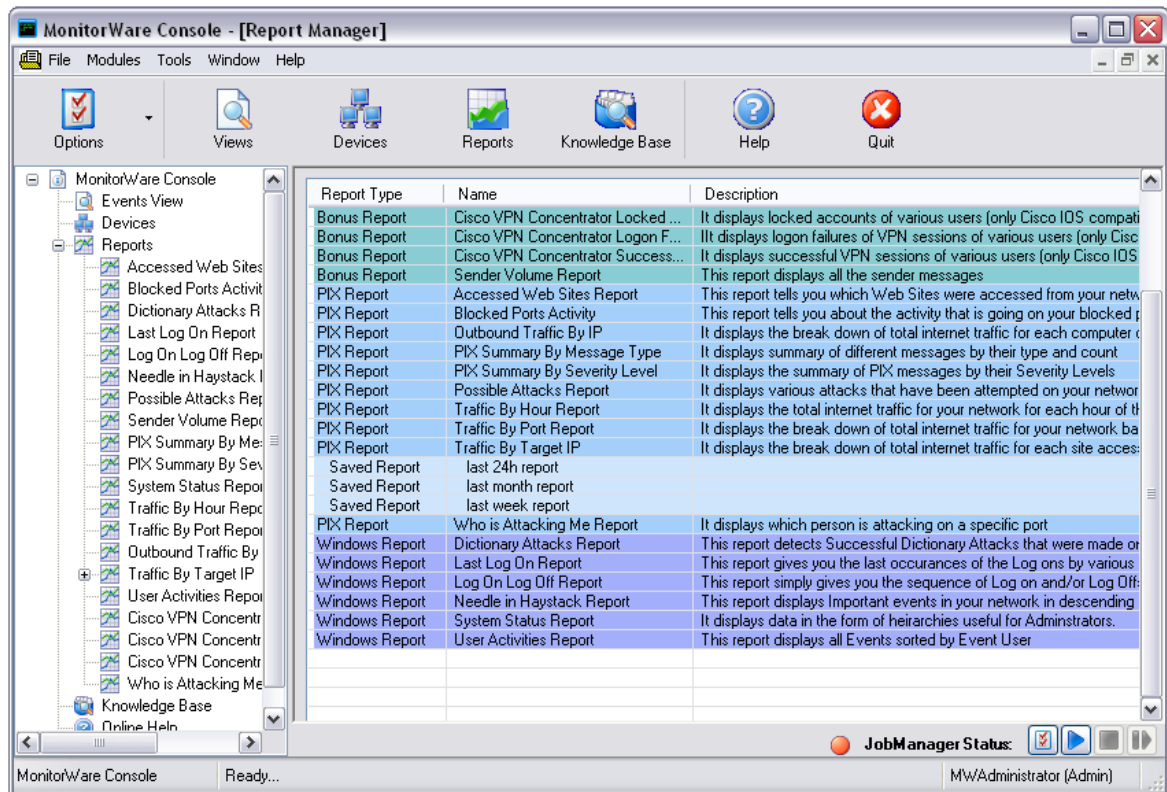 MonitorWare Console - [Report Manager]
File Modules Tools Window Help
Options Views Devices Reports Knowledge Base Help Quit
MonitorWare Console
Events View
Devices
Reports
Accessed Web Sites
Blocked Ports Activit
Dictionary Attacks R
Last Log On Report
Log On Log Off Rep
Needle in Haystack
Possible Attacks Rep
Sender Volume Repo
PIX Summary By Me
PIX Summary By Sev
System Status Repor
Traffic By Hour Repo
Traffic By Port Repor
Outbound Traffic By
Traffic By Target IP
User Activities Repor
Cisco VPN Concentr
Cisco VPN Concentr
Cisco VPN Concentr
Who is Attacking Me
Knowledge Base
Online Help
Report Type Name Description
Bonus Report Cisco VPN Concentrator Locked ... It displays locked accounts of various users (only Cisco IOS compati
Bonus Report Cisco VPN Concentrator Logon F... IIt displays logon failures of VPN sessions of various users (only Cisc
Bonus Report Cisco VPN Concentrator Success... It displays successful VPN sessions of various users (only Cisco IOS
Bonus Report Sender Volume Report This report displays all the sender messages
PIX Report Accessed Web Sites Report This report tells you which Web Sites were accessed from your netw
PIX Report Blocked Ports Activity This report tells you about the activity that is going on your blocked p
PIX Report Outbound Traffic By IP It displays the break down of total internet traffic for each computer
PIX Report PIX Summary By Message Type It displays summary of different messages by their type and count
PIX Report PIX Summary By Severity Level It displays the summary of PIX messages by their Severity Levels
PIX Report Possible Attacks Report It displays various attacks that have been attempted on your networ
PIX Report Traffic By Hour Report It displays the total internet traffic for your network for each hour of th
PIX Report Traffic By Port Report It displays the break down of total internet traffic for your network ba
PIX Report Traffic By Target IP It displays the break down of total internet traffic for each site acces
Saved Report last 24h report
Saved Report last month report
Saved Report last week report
PIX Report Who is Attacking Me Report It displays which person is attacking on a specific port
Windows Report Dictionary Attacks Report This report detects Successful Dictionary Attacks that were made on
Windows Report Last Log On Report This report gives you the last occurances of the Log ons by various
Windows Report Log On Log Off Report This report simply gives you the sequence of Log on and/or Log Off
Windows Report Needle in Haystack Report This report displays Important events in your network in descending
Windows Report System Status Report It displays data in the form of heirarchies useful for Adminstrators.
Windows Report User Activities Report This report displays all Events sorted by Event User
JobManager Status:
MonitorWare Console Ready... MWAdministrator (Admin)